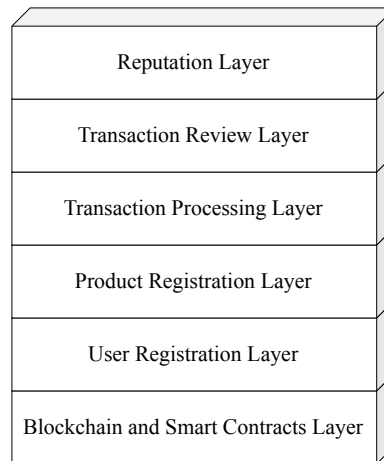 Reputation Layer
Transaction Review Layer
Transaction Processing Layer
Product Registration Layer
User Registration Layer
Blockchain and Smart Contracts Layer